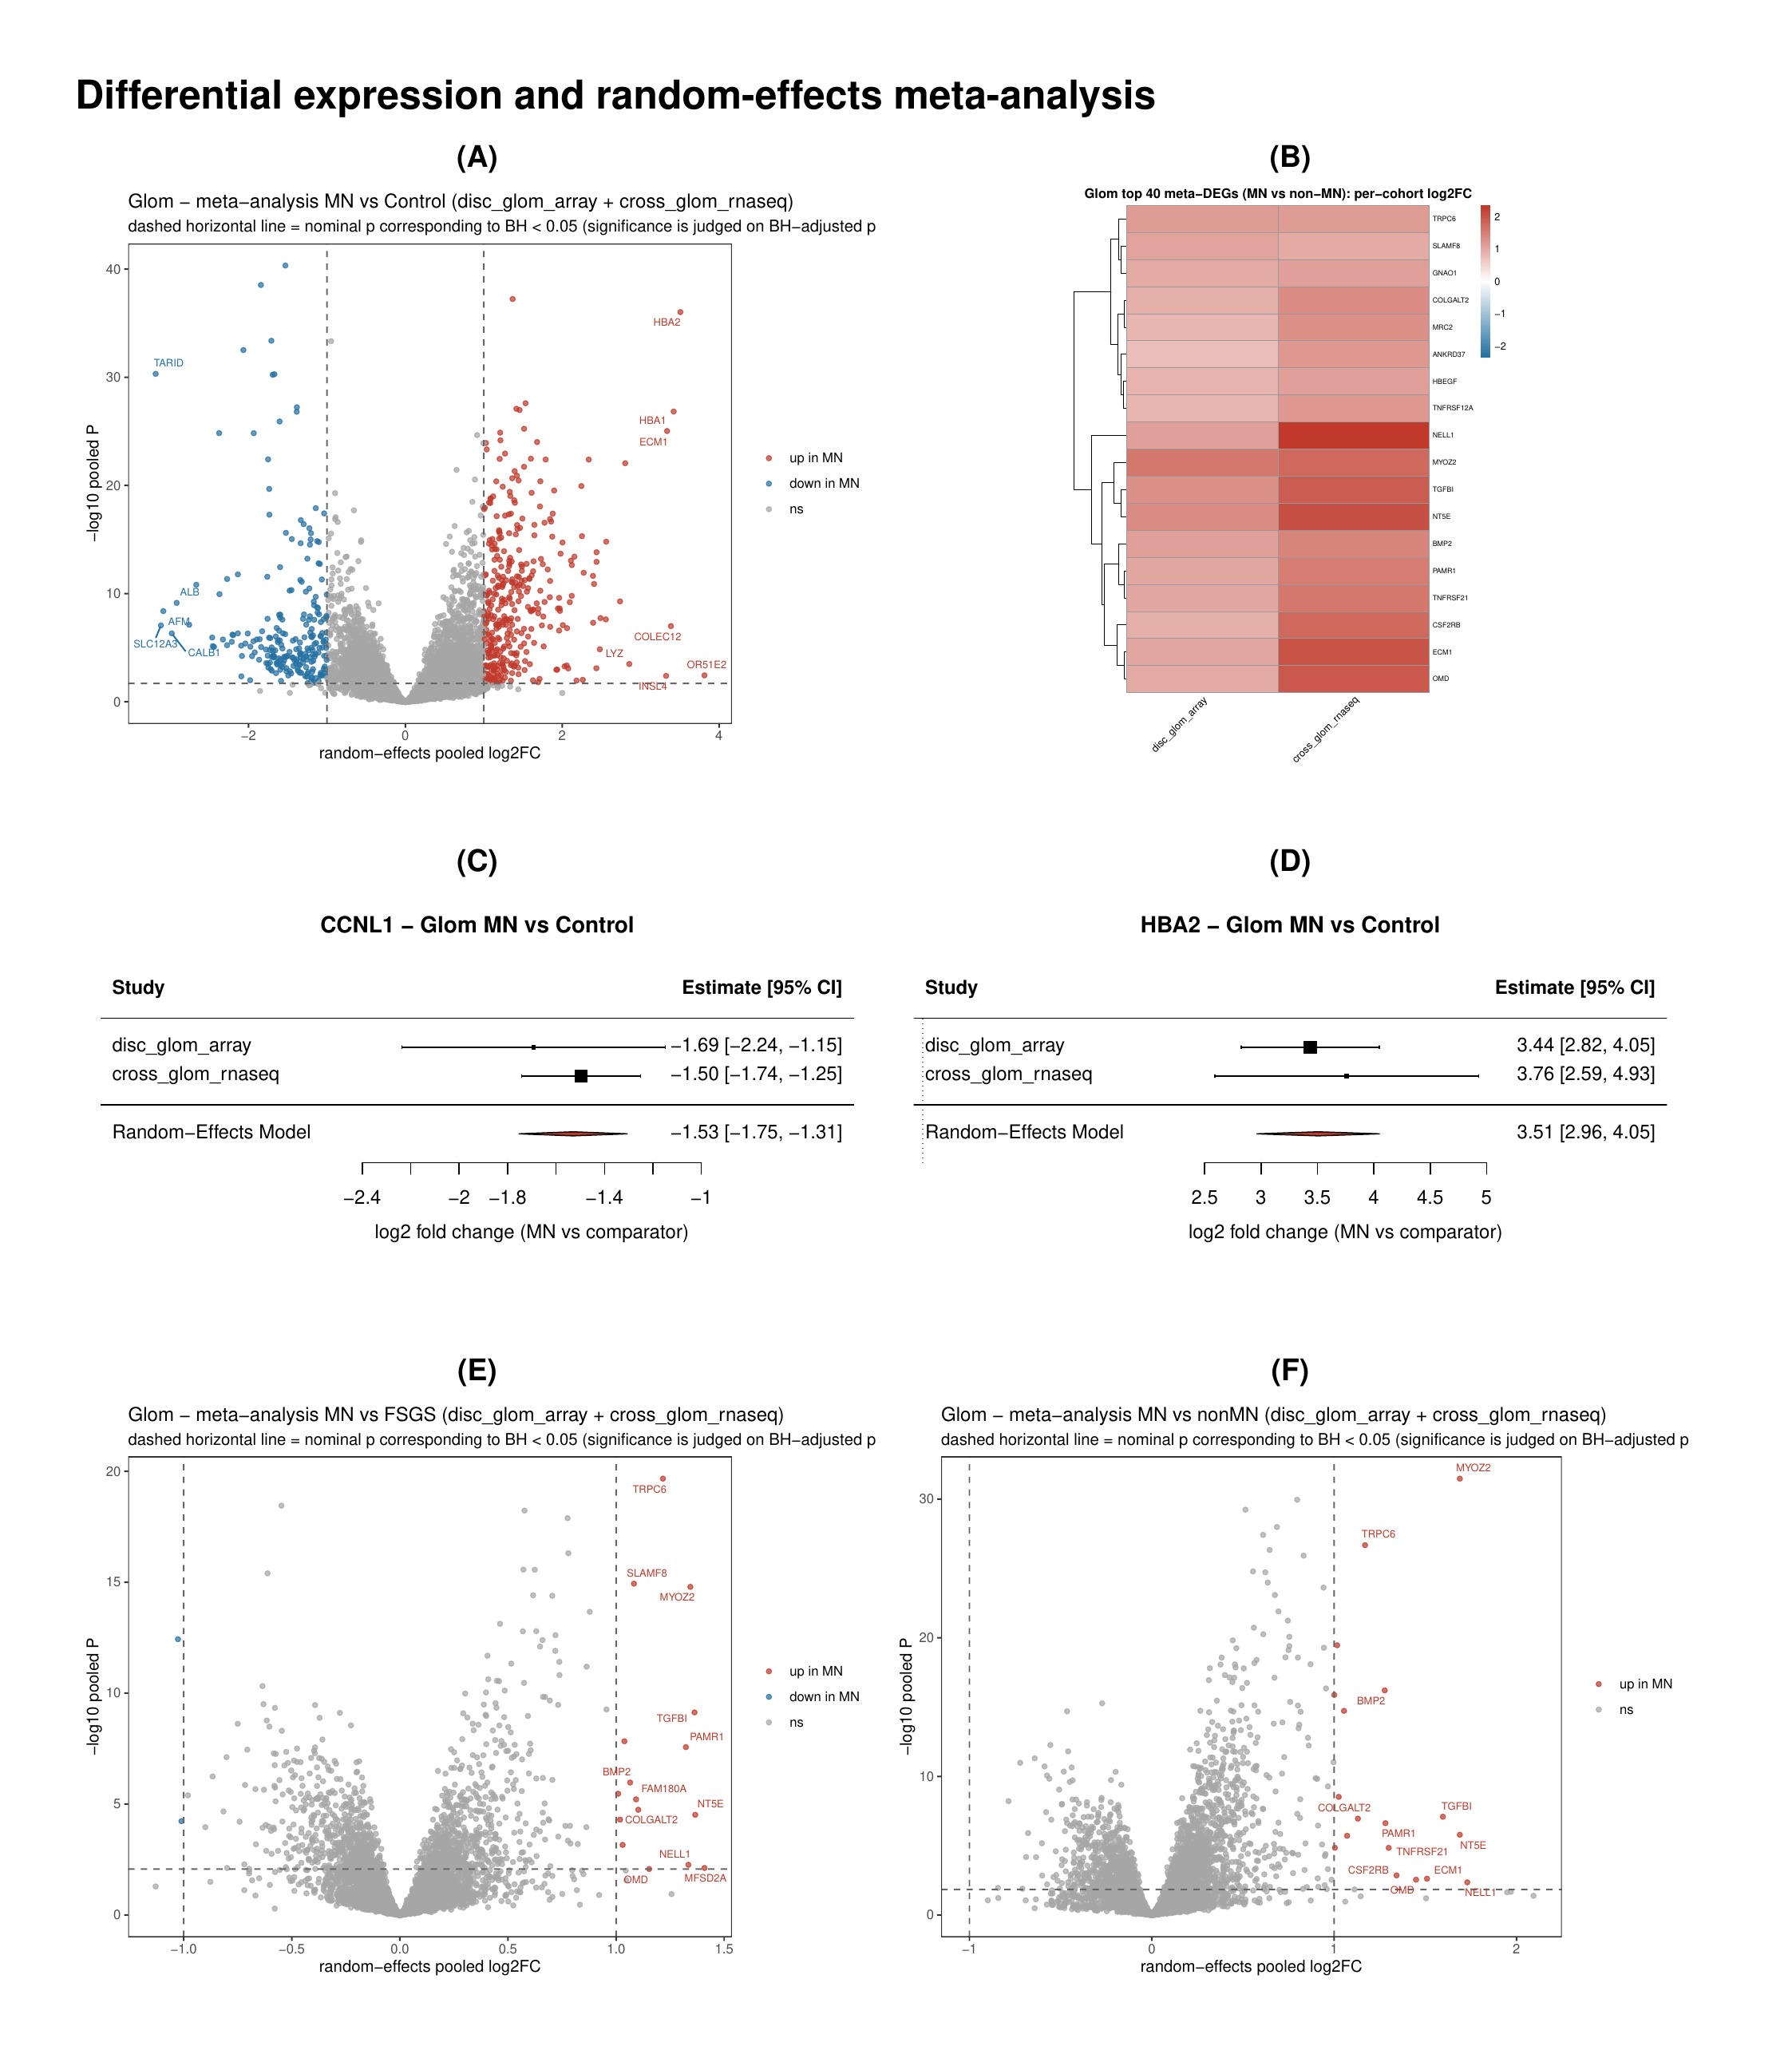 Differential expression and random-effects meta-analysis
(A)
Glom − meta−analysis MN vs Control (disc_glom_array + cross_glom_rnaseq)
dashed horizontal line = nominal p corresponding to BH < 0.05 (significance is judged on BH−adjusted p
−log10 pooled P
40
30
20
10
0
TARID
HBA2
HBA1
ECM1
ALB
AFM
SLC12A3
CALB1
COLEC12
LYZ
OR51E2
INSL4
−2
0
2
4
random−effects pooled log2FC
up in MN
down in MN
ns
(B)
Glom top 40 meta−DEGs (MN vs non−MN): per−cohort log2FC
TRPC6
SLAMF8
GNAO1
COLGALT2
MRC2
ANKRD37
HBEGF
TNFRSF12A
NELL1
MYOZ2
TGFBI
NT5E
BMP2
PAMR1
TNFRSF21
CSF2RB
ECM1
OMD
2
1
0
−1
−2
disc_glom_array
cross_glom_rnaseq
(C)
CCNL1 − Glom MN vs Control
Study Estimate [95% CI]
disc_glom_array −1.69 [−2.24, −1.15]
cross_glom_rnaseq −1.50 [−1.74, −1.25]
Random−Effects Model −1.53 [−1.75, −1.31]
−2.4 −2 −1.8 −1.4 −1
log2 fold change (MN vs comparator)
(D)
HBA2 − Glom MN vs Control
Study Estimate [95% CI]
disc_glom_array 3.44 [2.82, 4.05]
cross_glom_rnaseq 3.76 [2.59, 4.93]
Random−Effects Model 3.51 [2.96, 4.05]
2.5 3 3.5 4 4.5 5
log2 fold change (MN vs comparator)
(E)
Glom − meta−analysis MN vs FSGS (disc_glom_array + cross_glom_rnaseq)
dashed horizontal line = nominal p corresponding to BH < 0.05 (significance is judged on BH−adjusted p
−log10 pooled P
20
15
10
5
0
TRPC6
SLAMF8
MYOZ2
TGFBI
PAMR1
BMP2
FAM180A
NT5E
COLGALT2
NELL1
OMD
MFSD2A
−1.0
−0.5
0.0
0.5
1.0
1.5
random−effects pooled log2FC
up in MN
down in MN
ns
(F)
Glom − meta−analysis MN vs nonMN (disc_glom_array + cross_glom_rnaseq)
dashed horizontal line = nominal p corresponding to BH < 0.05 (significance is judged on BH−adjusted p
−log10 pooled P
30
20
10
0
MYOZ2
TRPC6
BMP2
COLGALT2
TGFBI
PAMR1
NT5E
TNFRSF21
CSF2RB
ECM1
OMD
NELL1
−1
0
1
2
random−effects pooled log2FC
up in MN
ns